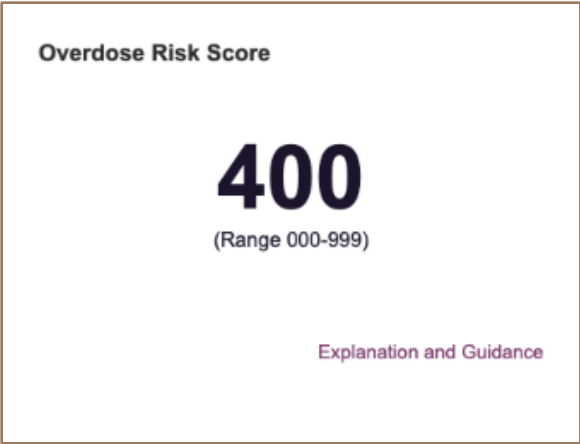 Overdose Risk Score
400
(Range 000-999)
Explanation and Guidance